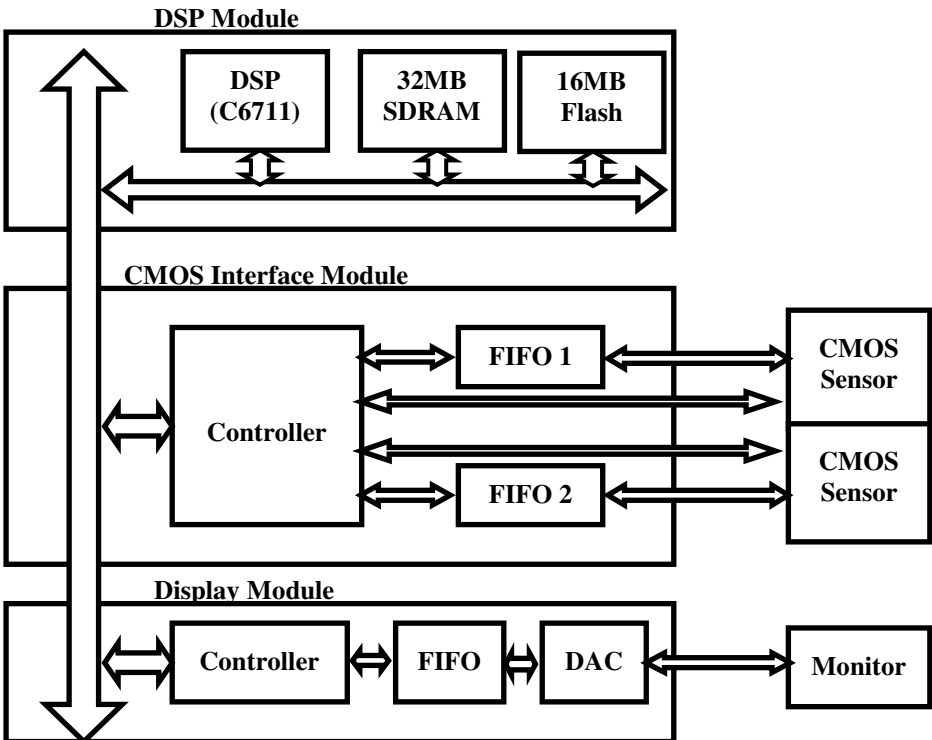 DSP Module
DSP
(C6711)
32MB
SDRAM
16MB
Flash
CMOS Interface Module
Controller
FIFO 1
FIFO 2
CMOS
Sensor
CMOS
Sensor
Display Module
Controller
FIFO
DAC
Monitor